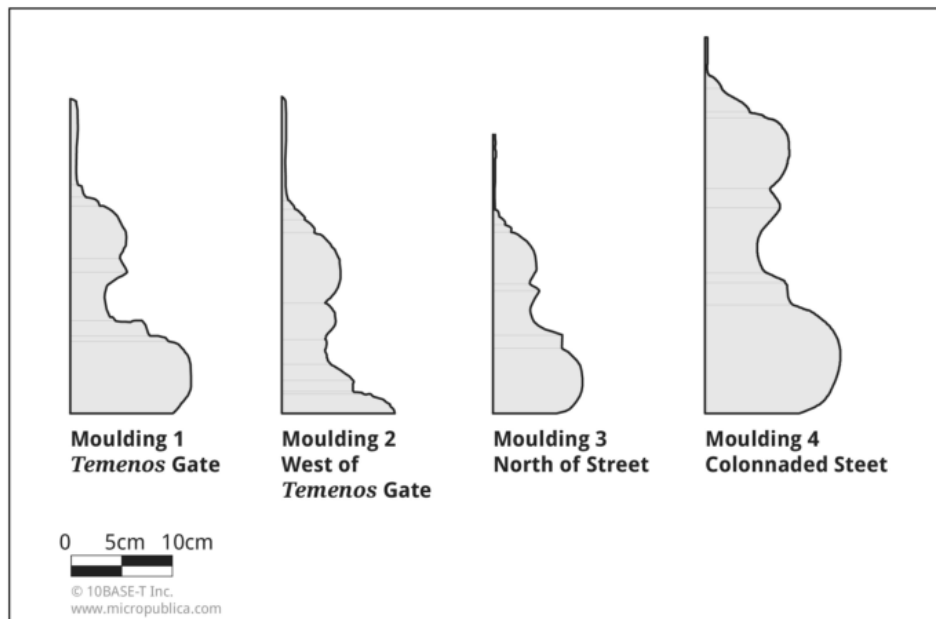 Moulding 1
Temenos Gate
Moulding 2
West of
Temenos Gate
Moulding 3
North of Street
Moulding 4
Colonnaded Steet
0 5cm 10cm
© 10BASE-T Inc.
www.micropublica.com